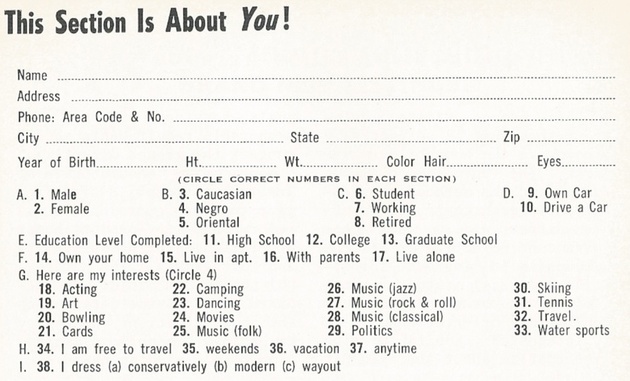 This Section Is About You!
Name
Address
Phone: Area Code & No.
City State Zip
Year of Birth Ht. Wt. Color Hair Eyes
(CIRCLE CORRECT NUMBERS IN EACH SECTION)
A. 1. Male B. 3. Caucasian C. 6. Student D. 9. Own Car
2. Female 4. Negro 7. Working 10. Drive a Car
5. Oriental 8. Retired
E. Education Level Completed: 11. High School 12. College 13. Graduate School
F. 14. Own your home 15. Live in apt. 16. With parents 17. Live alone
G. Here are my interests (Circle 4)
18. Acting 22. Camping 26. Music (jazz) 30. Skiing
19. Art 23. Dancing 27. Music (rock & roll) 31. Tennis
20. Bowling 24. Movies 28. Music (classical) 32. Travel.
21. Cards 25. Music (folk) 29. Politics 33. Water sports
H. 34. I am free to travel 35. weekends 36. vacation 37. anytime
I. 38. I dress (a) conservatively (b) modern (c) wayout